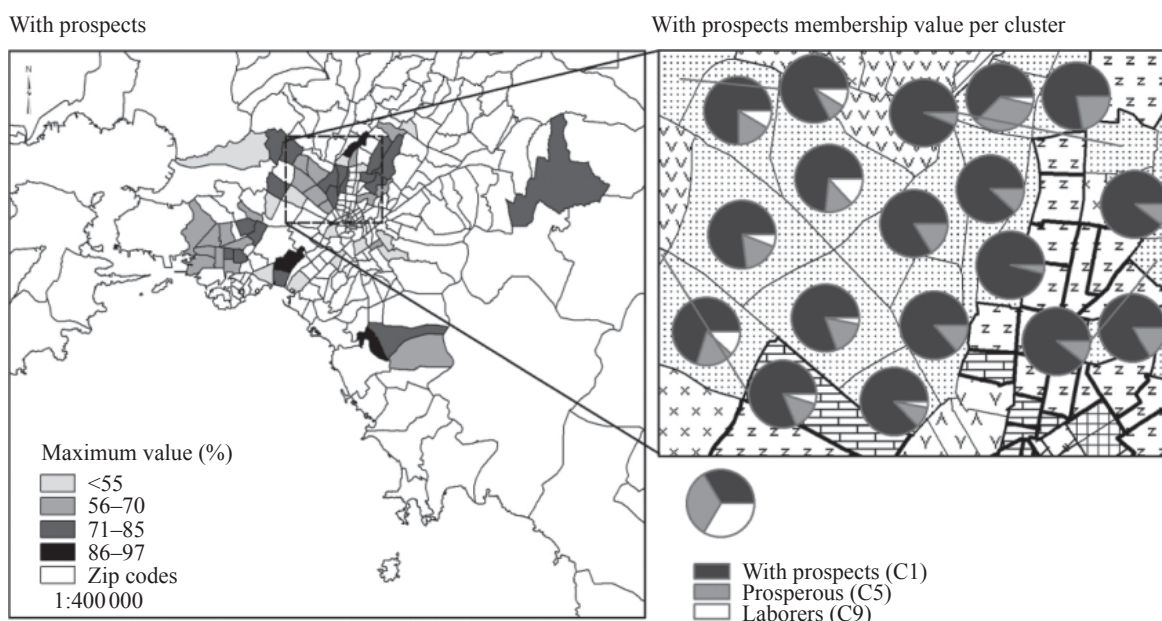 With prospects
With prospects membership value per cluster
N
Maximum value (%)
<55
56–70
71–85
86–97
Zip codes
1:400 000
With prospects (C1)
Prosperous (C5)
Laborers (C9)